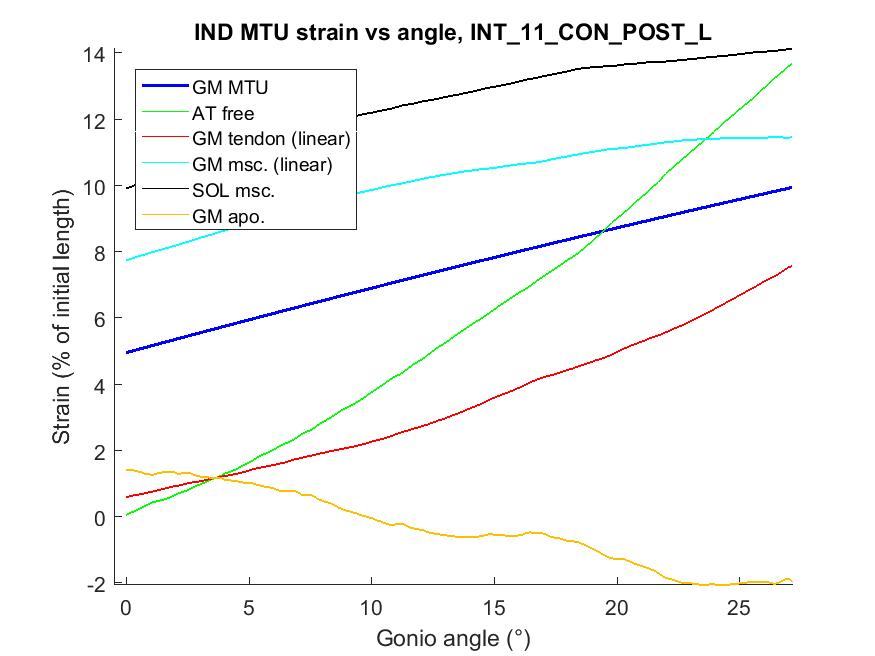 IND MTU strain vs angle, INT_11_CON_POST_L
14
12
10
8
6
4
2
0
-2
Strain (% of initial length)
GM MTU
AT free
GM tendon (linear)
GM msc. (linear)
SOL msc.
GM apo.
0 5 10 15 20 25
Gonio angle (°)